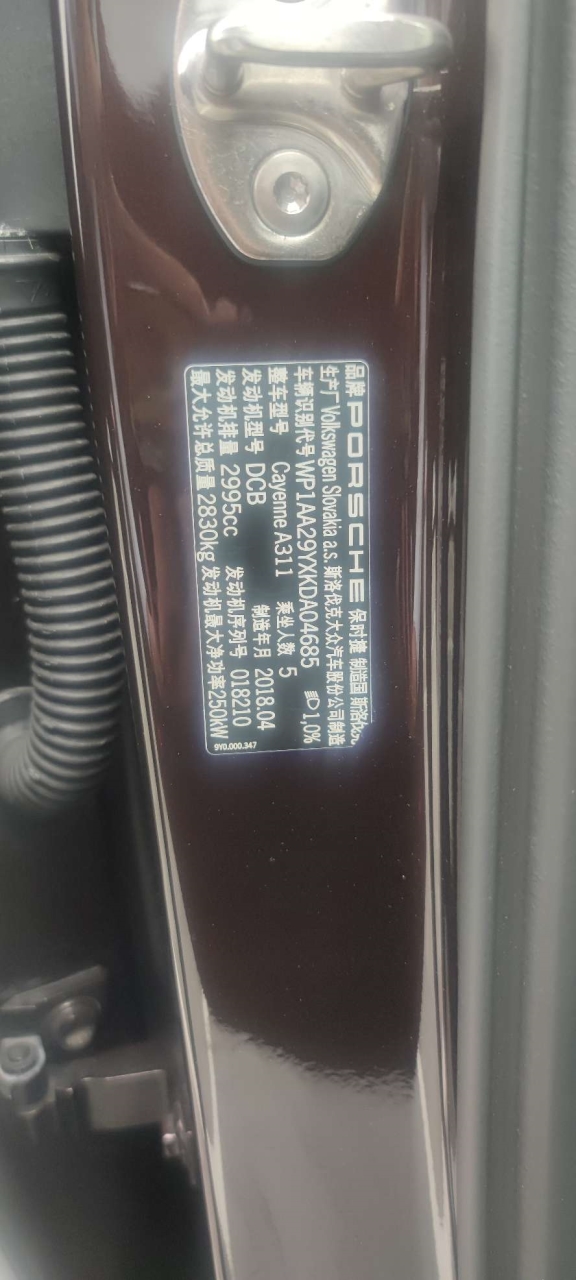 品牌 PORSCHE 保时捷 制造国 斯洛伐克
生产厂 Volkswagen Slovakia a.s. 斯洛伐克大众汽车股份公司制造
车辆识别代号 WP1AA29YXKDA04685 1,0%
整车型号 Cayenne A311 乘坐人数 5
发动机型号 DCB 制造年月 2018.04
发动机排量 2995cc 发动机序列号 018210
最大允许总质量 2830kg 发动机最大净功率 250kW
9Y0.000.347